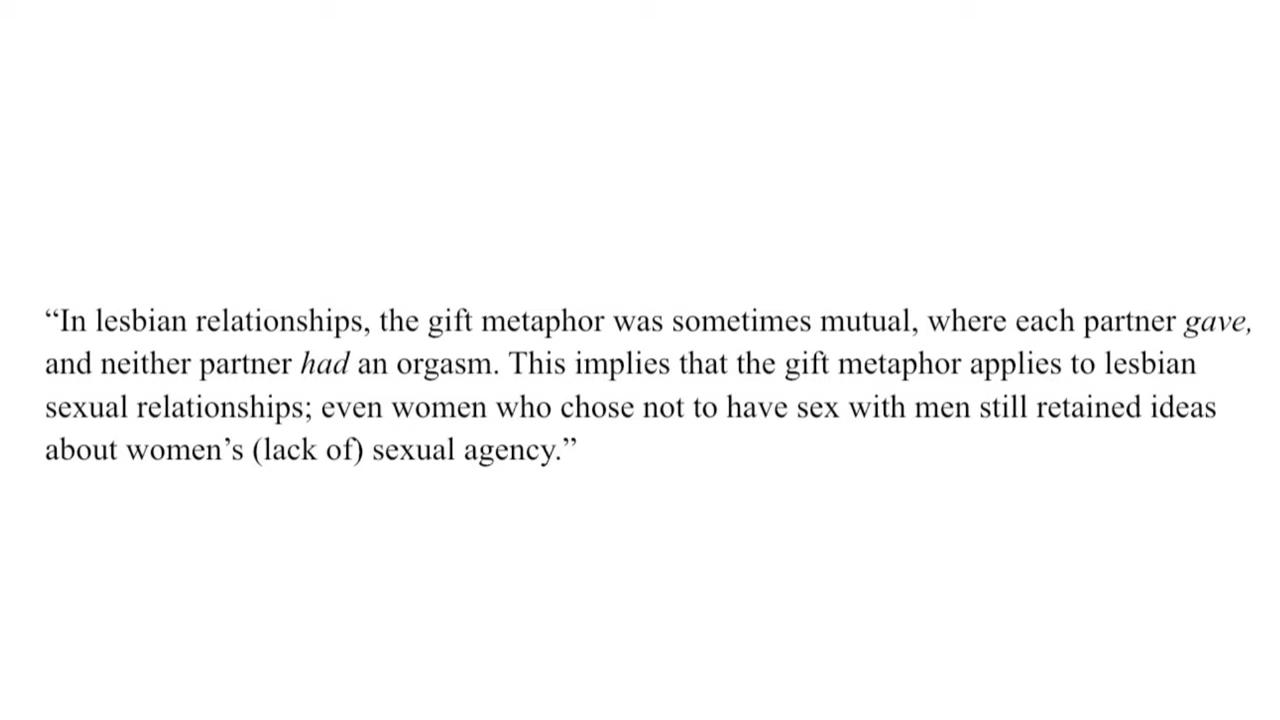 “In lesbian relationships, the gift metaphor was sometimes mutual, where each partner gave,
and neither partner had an orgasm. This implies that the gift metaphor applies to lesbian
sexual relationships; even women who chose not to have sex with men still retained ideas
about women’s (lack of) sexual agency.”